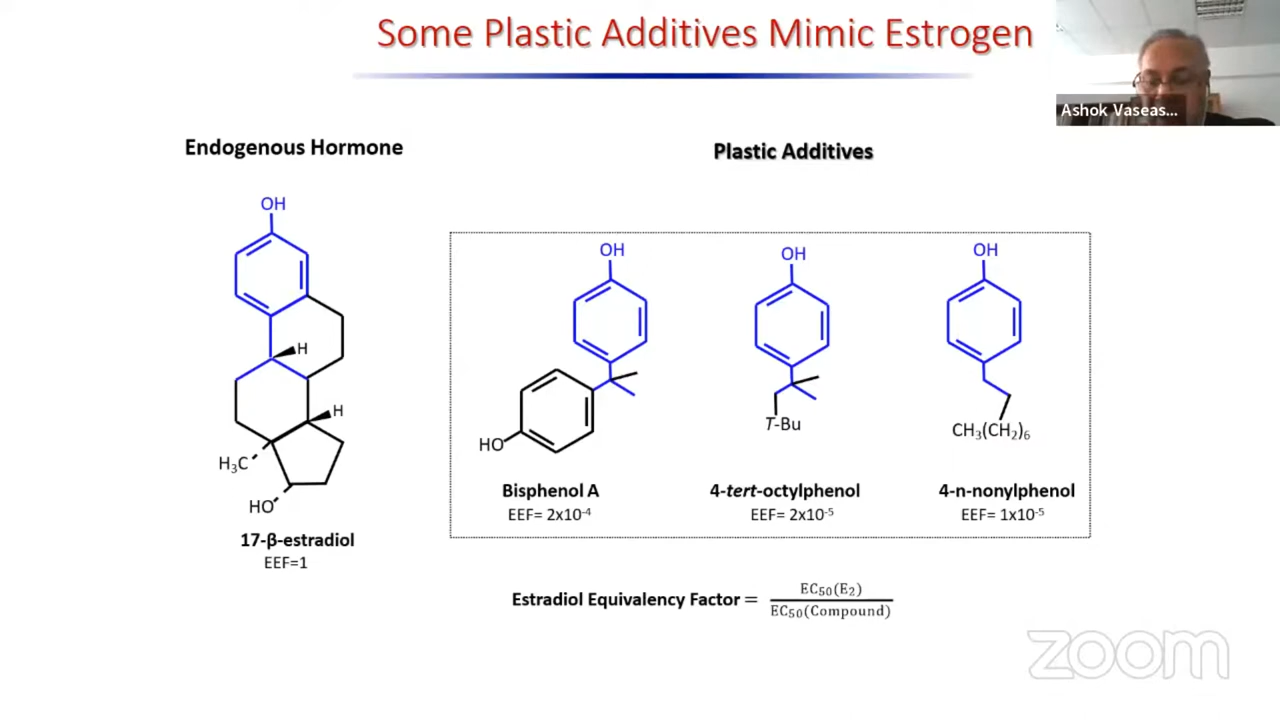 Some Plastic Additives Mimic Estrogen
Ashok Vaseas...
Endogenous Hormone
Plastic Additives
OH
H
H
H₃C
HO
17-β-estradiol
EEF=1
OH
HO
Bisphenol A
EEF= 2x10⁻⁴
OH
T-Bu
4-tert-octylphenol
EEF= 2x10⁻⁵
OH
CH₃(CH₂)₆
4-n-nonylphenol
EEF= 1x10⁻⁵
Estradiol Equivalency Factor = EC₅₀(E₂)
EC₅₀(Compound)
zoom